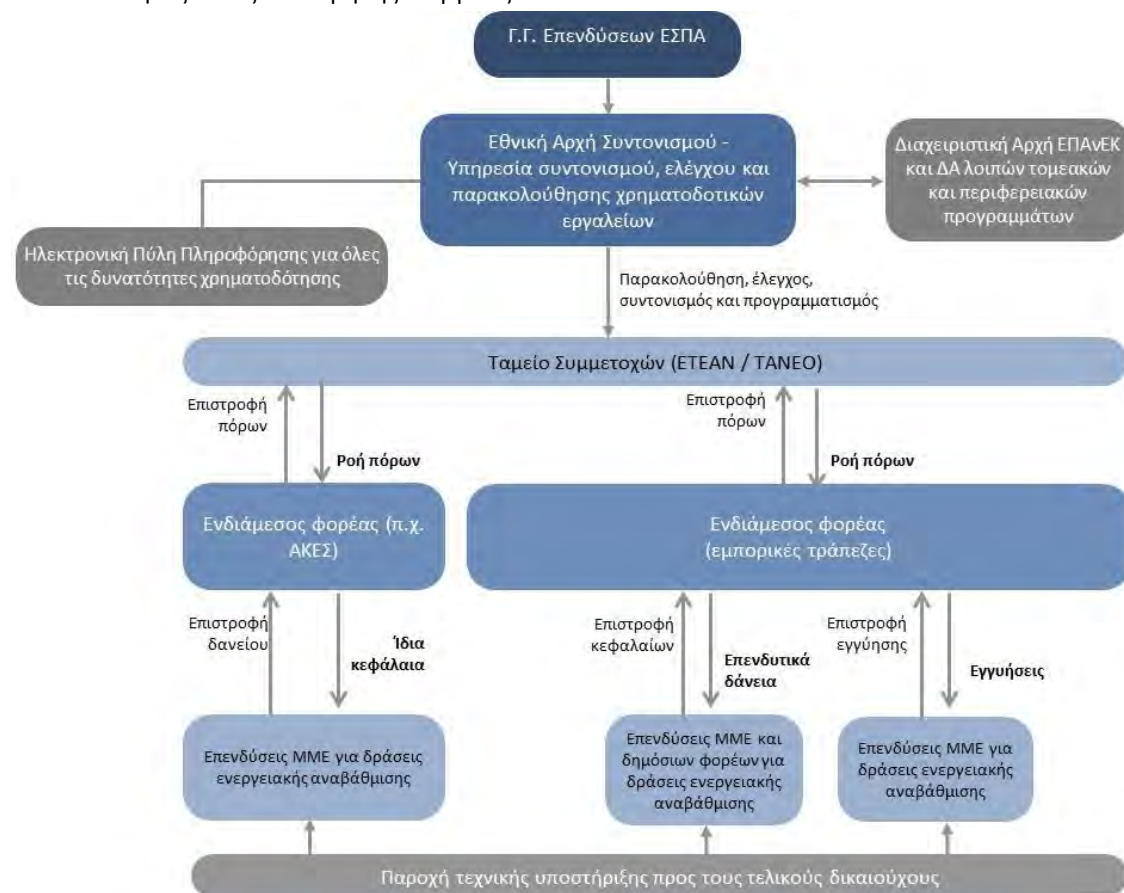 Γ.Γ. Επενδύσεων ΕΣΠΑ
Εθνική Αρχή Συντονισμού -
Υπηρεσία συντονισμού, ελέγχου και
παρακολούθησης χρηματοδοτικών
εργαλείων
Διαχειριστική Αρχή ΕΠΑνΕΚ
και ΔΑ λοιπών τομεακών
και περιφερειακών
προγραμμάτων
Ηλεκτρονική Πύλη Πληροφόρησης για όλες
τις δυνατότητες χρηματοδότησης
Παρακολούθηση, έλεγχος,
συντονισμός και προγραμματισμός
Ταμείο Συμμετοχών (ΕΤΕΑΝ / ΤΑΝΕΟ)
Επιστροφή
πόρων
Ροή πόρων
Επιστροφή
πόρων
Ροή πόρων
Ενδιάμεσος φορέας (π.χ.
ΑΚΕΣ)
Ενδιάμεσος φορέας
(εμπορικές τράπεζες)
Επιστροφή
δανείου
Ίδια
κεφάλαια
Επιστροφή
κεφαλαίων
Επενδυτικά
δάνεια
Επιστροφή
εγγύησης
Εγγυήσεις
Επενδύσεις ΜΜΕ για δράσεις
ενεργειακής αναβάθμισης
Επενδύσεις ΜΜΕ και
δημόσιων φορέων για
δράσεις ενεργειακής
αναβάθμισης
Επενδύσεις ΜΜΕ για
δράσεις ενεργειακής
αναβάθμισης
Παροχή τεχνικής υποστήριξης προς τους τελικούς δικαιούχους